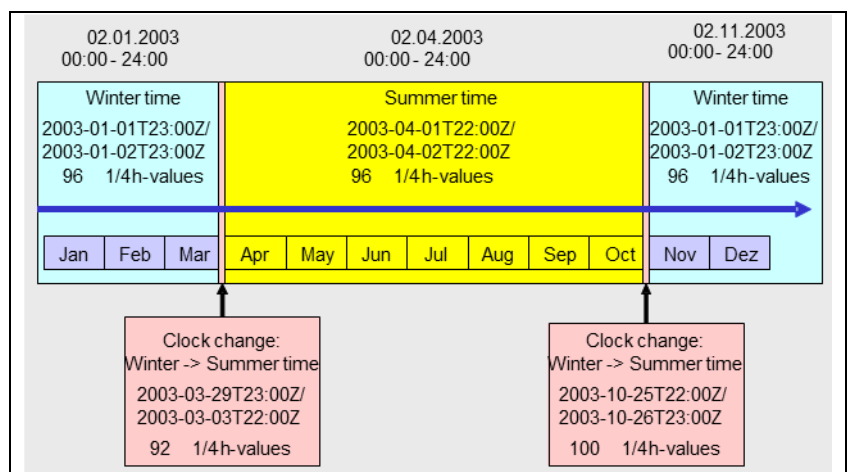 02.01.2003
00:00 - 24:00
02.04.2003
00:00 - 24:00
02.11.2003
00:00 - 24:00
Winter time
2003-01-01T23:00Z/
2003-01-02T23:00Z
96 1/4h-values
Summer time
2003-04-01T22:00Z/
2003-04-02T22:00Z
96 1/4h-values
Winter time
2003-01-01T23:00Z/
2003-01-02T23:00Z
96 1/4h-values
Jan Feb Mar Apr May Jun Jul Aug Sep Oct Nov Dez
Clock change:
Winter -> Summer time
2003-03-29T23:00Z/
2003-03-03T22:00Z
92 1/4h-values
Clock change:
Winter -> Summer time
2003-10-25T22:00Z/
2003-10-26T23:00Z
100 1/4h-values